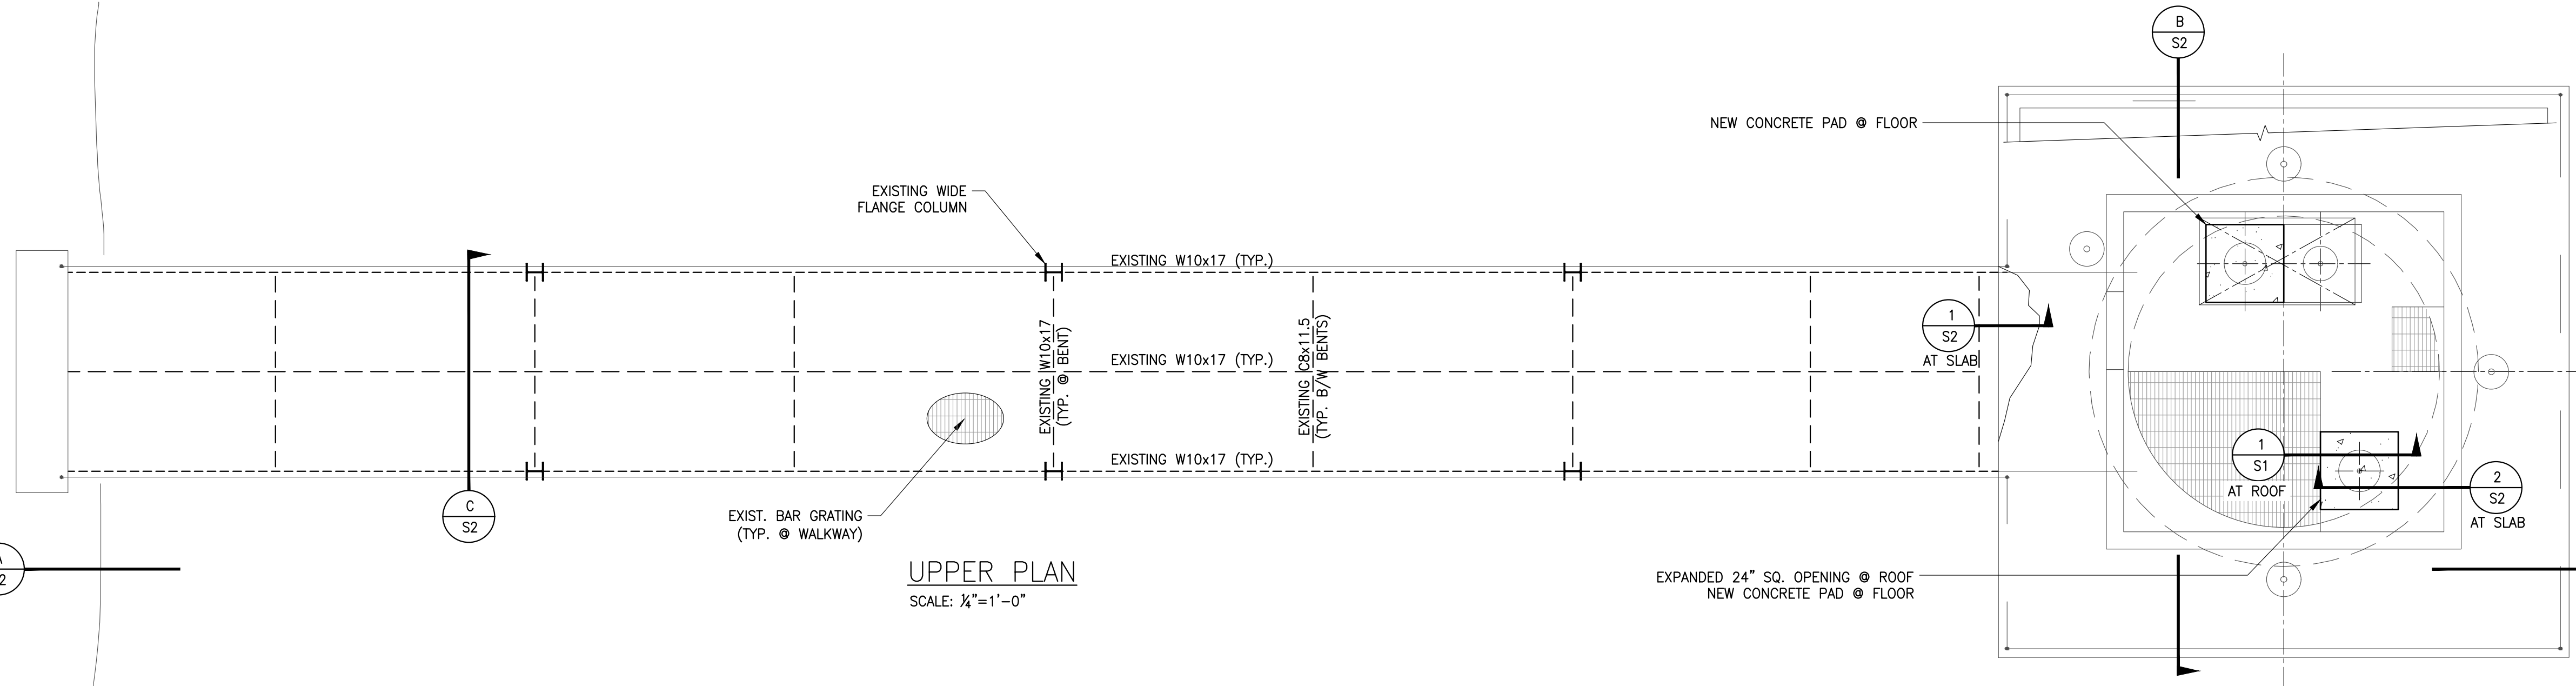 B
S2
NEW CONCRETE PAD @ FLOOR
EXISTING WIDE
FLANGE COLUMN
EXISTING W10x17 (TYP.)
EXISTING W10x17
(TYP. @ BENT)
EXISTING W10x17 (TYP.)
EXISTING C8x11.5
(TYP. B/W BENTS)
EXISTING W10x17 (TYP.)
1
S2
AT SLAB
1
S1
AT ROOF
2
S2
AT SLAB
C
S2
EXIST. BAR GRATING
(TYP. @ WALKWAY)
UPPER PLAN
SCALE: ¼"=1'-0"
EXPANDED 24" SQ. OPENING @ ROOF
NEW CONCRETE PAD @ FLOOR